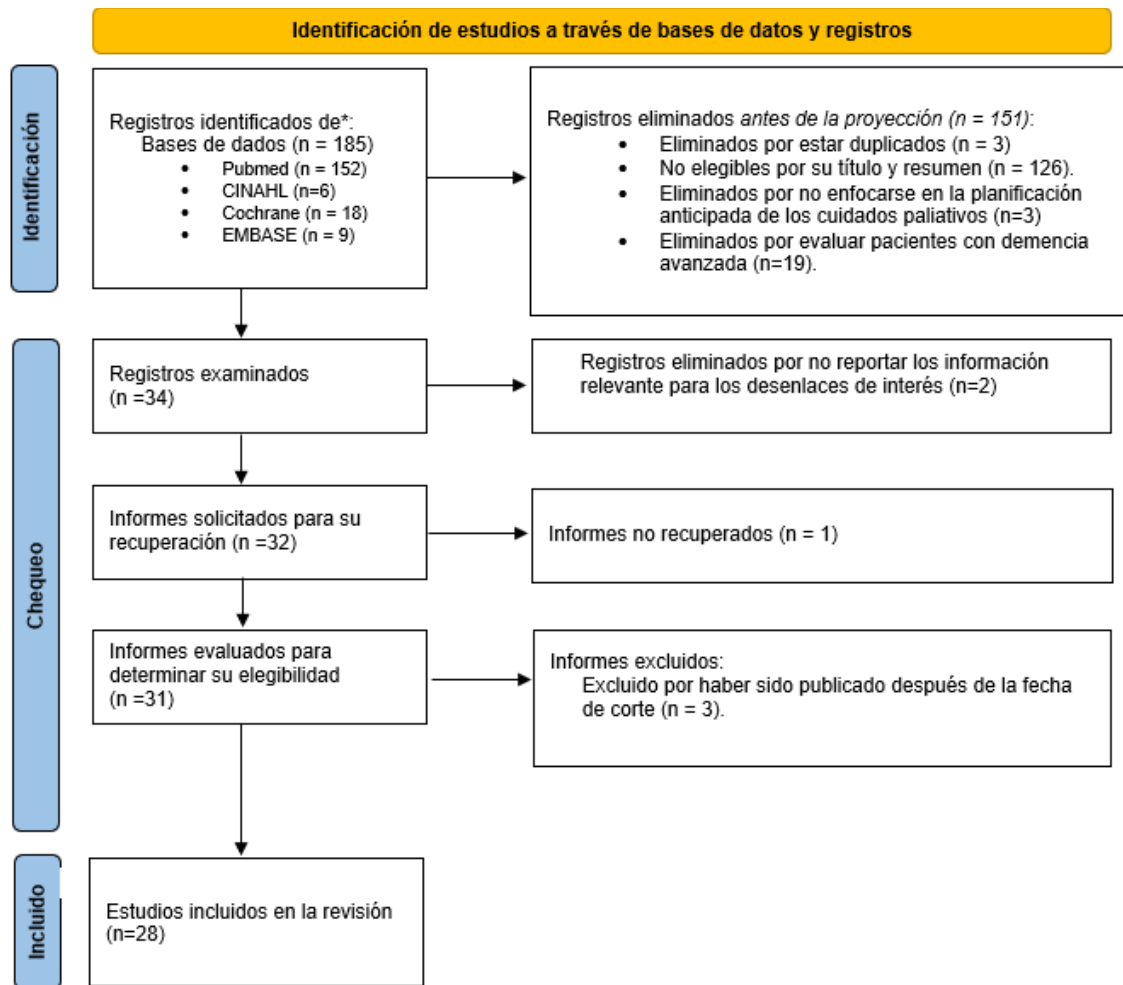 Identificación de estudios a través de bases de datos y registros
Identificación
Registros identificados de*:
Bases de dados (n = 185)
• Pubmed (n = 152)
• CINAHL (n=6)
• Cochrane (n = 18)
• EMBASE (n = 9)
Registros eliminados antes de la proyección (n = 151):
• Eliminados por estar duplicados (n = 3)
• No elegibles por su título y resumen (n = 126).
• Eliminados por no enfocarse en la planificación
anticipada de los cuidados paliativos (n=3)
• Eliminados por evaluar pacientes con demencia
avanzada (n=19).
Chequeo
Registros examinados
(n =34)
Registros eliminados por no reportar los información
relevante para los desenlaces de interés (n=2)
Informes solicitados para su
recuperación (n =32)
Informes no recuperados (n = 1)
Informes evaluados para
determinar su elegibilidad
(n =31)
Informes excluidos:
Excluido por haber sido publicado después de la fecha
de corte (n = 3).
Incluido
Estudios incluidos en la revisión
(n=28)